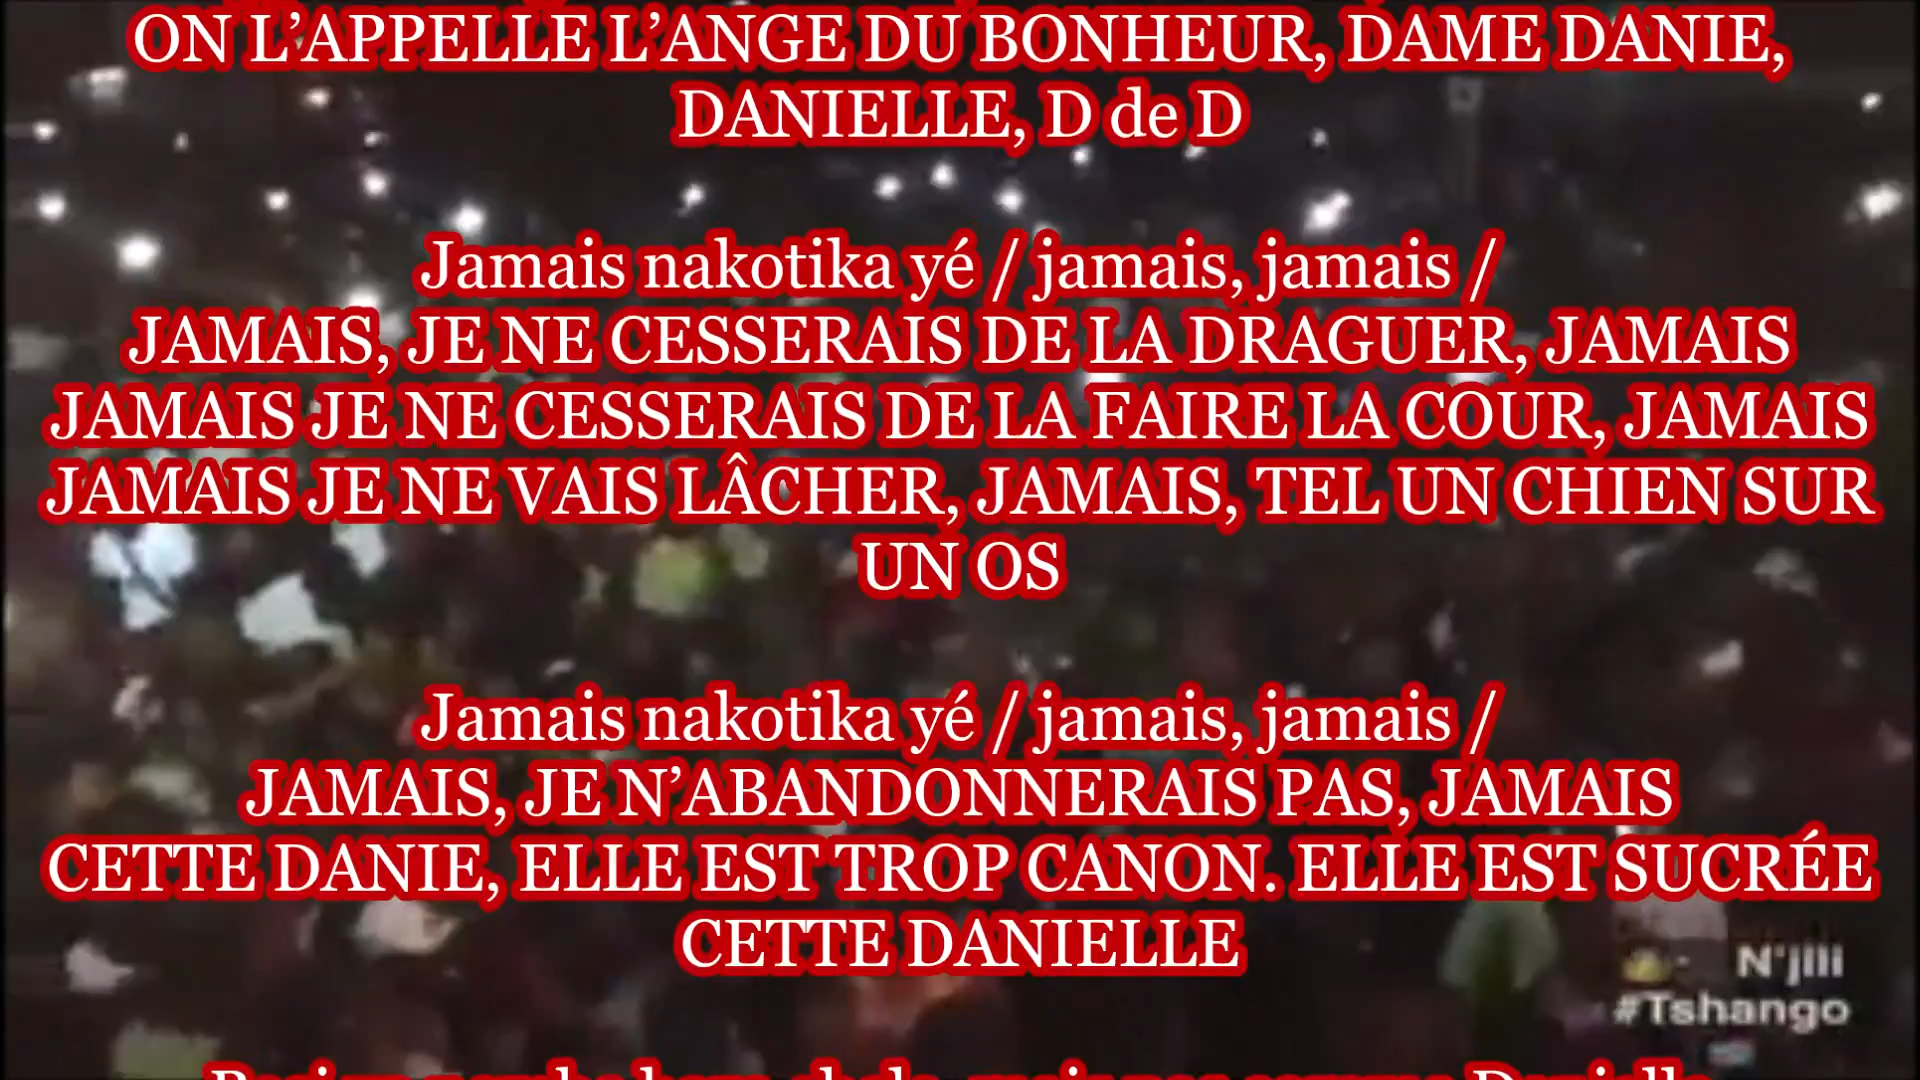 ON L’APPELLE L’ANGE DU BONHEUR, DAME DANIE,
DANIELLE, D de D
Jamais nakotika yé / jamais, jamais /
JAMAIS, JE NE CESSERAIS DE LA DRAGUER, JAMAIS
JAMAIS JE NE CESSERAIS DE LA FAIRE LA COUR, JAMAIS
JAMAIS JE NE VAIS LÂCHER, JAMAIS, TEL UN CHIEN SUR
UN OS
Jamais nakotika yé / jamais, jamais /
JAMAIS, JE N’ABANDONNERAIS PAS, JAMAIS
CETTE DANIE, ELLE EST TROP CANON. ELLE EST SUCRÉE
CETTE DANIELLE
#Tshango